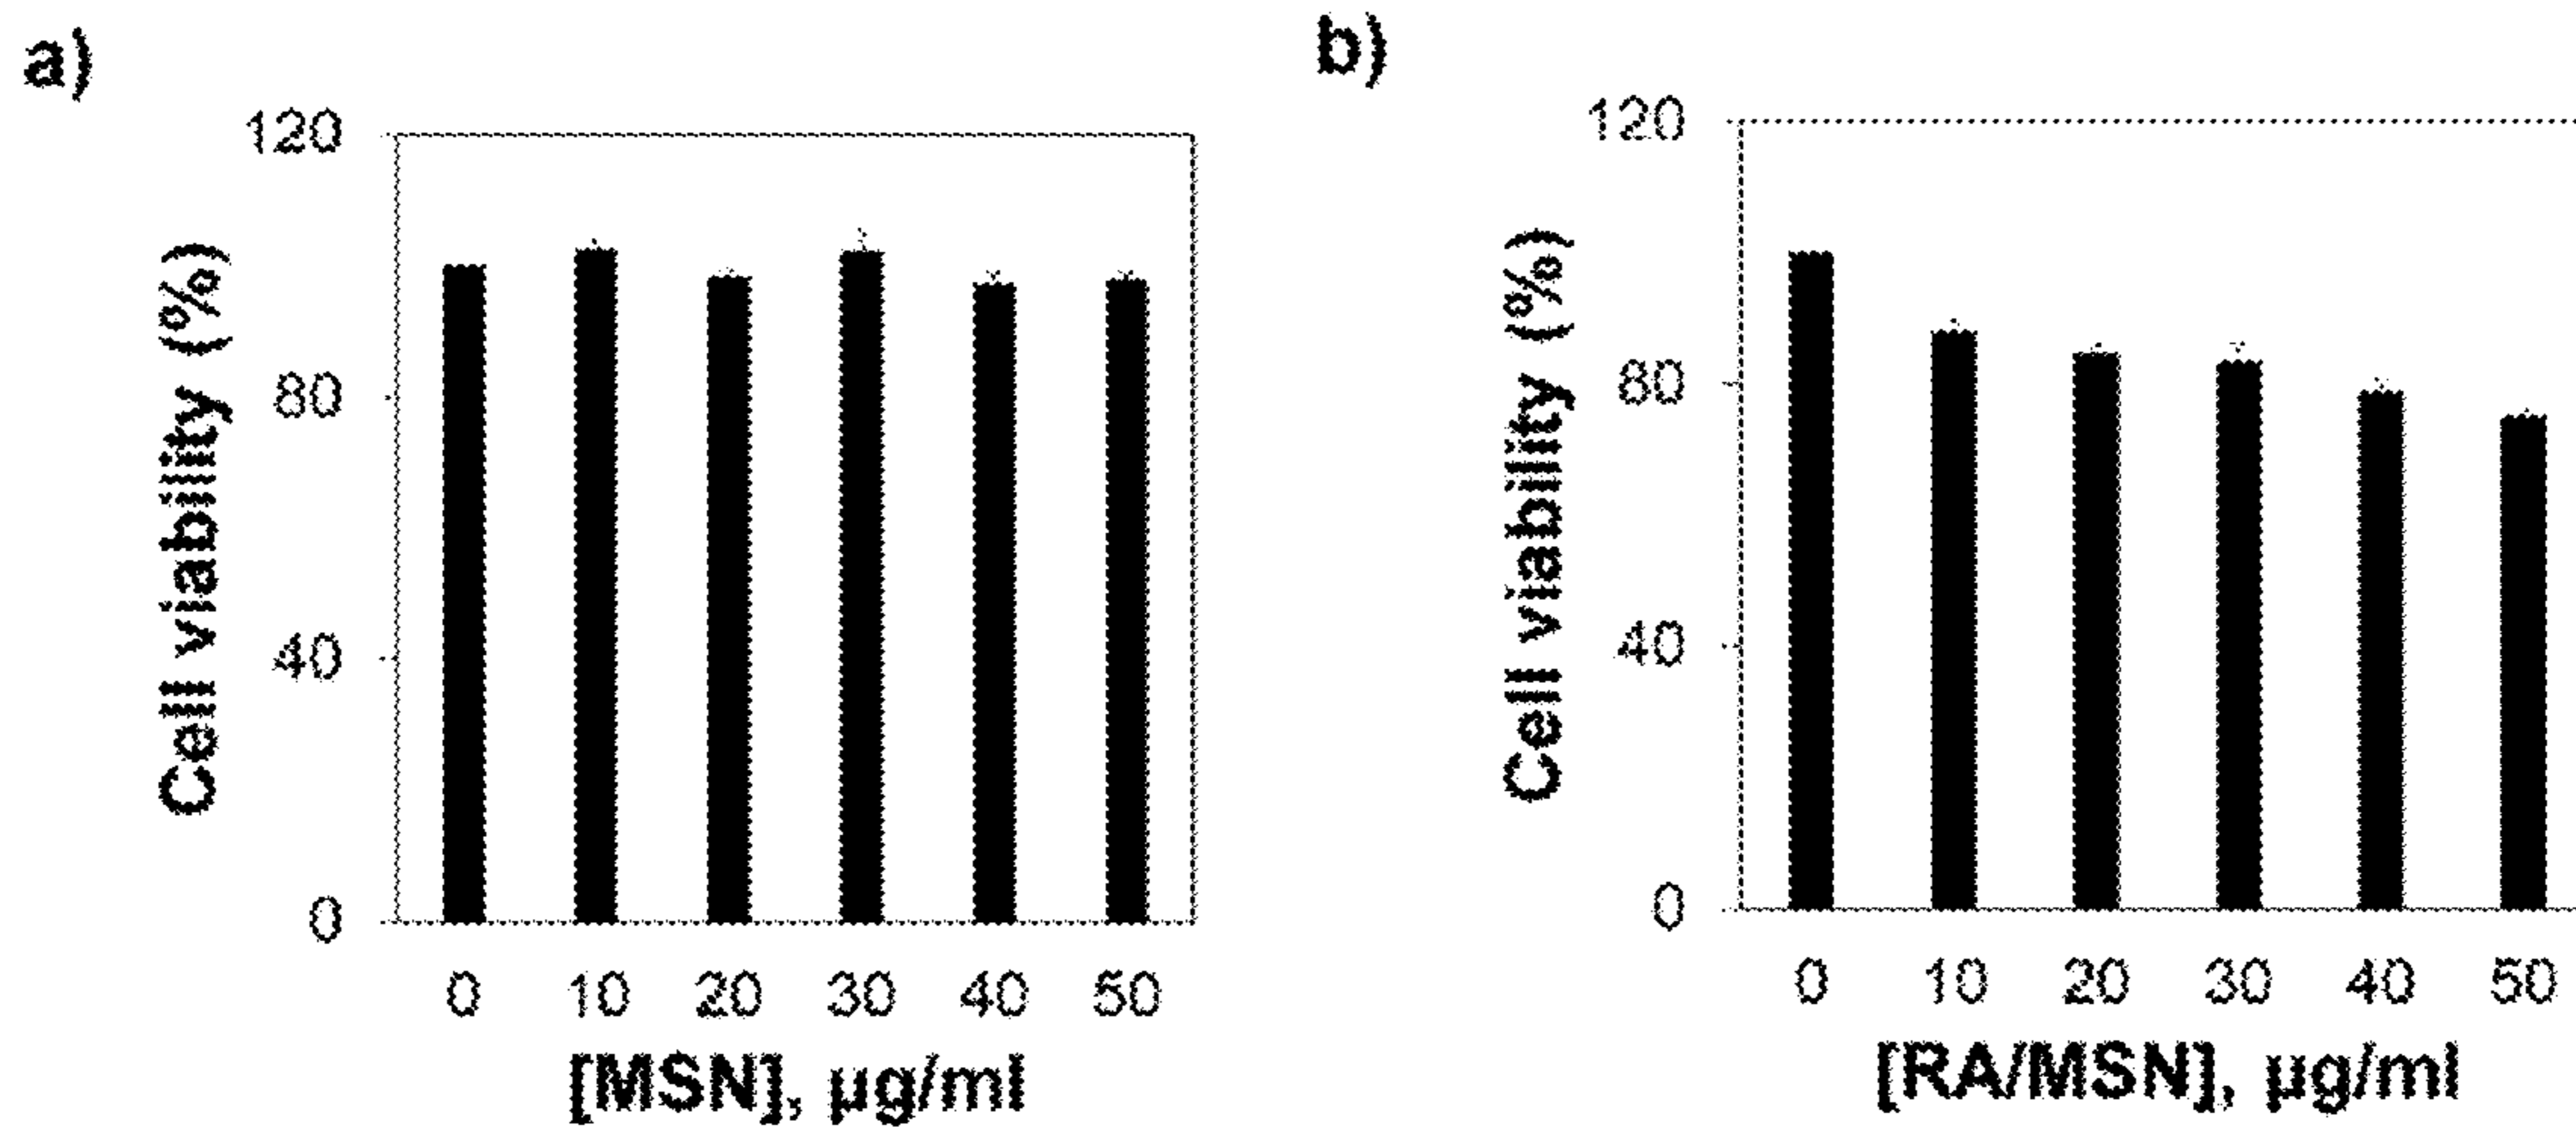 a)
120
80
40
0
Cell viability (%)
0 10 20 30 40 50
[MSN], µg/ml
b)
120
80
40
0
Cell viability (%)
0 10 20 30 40 50
[RA/MSN], µg/ml